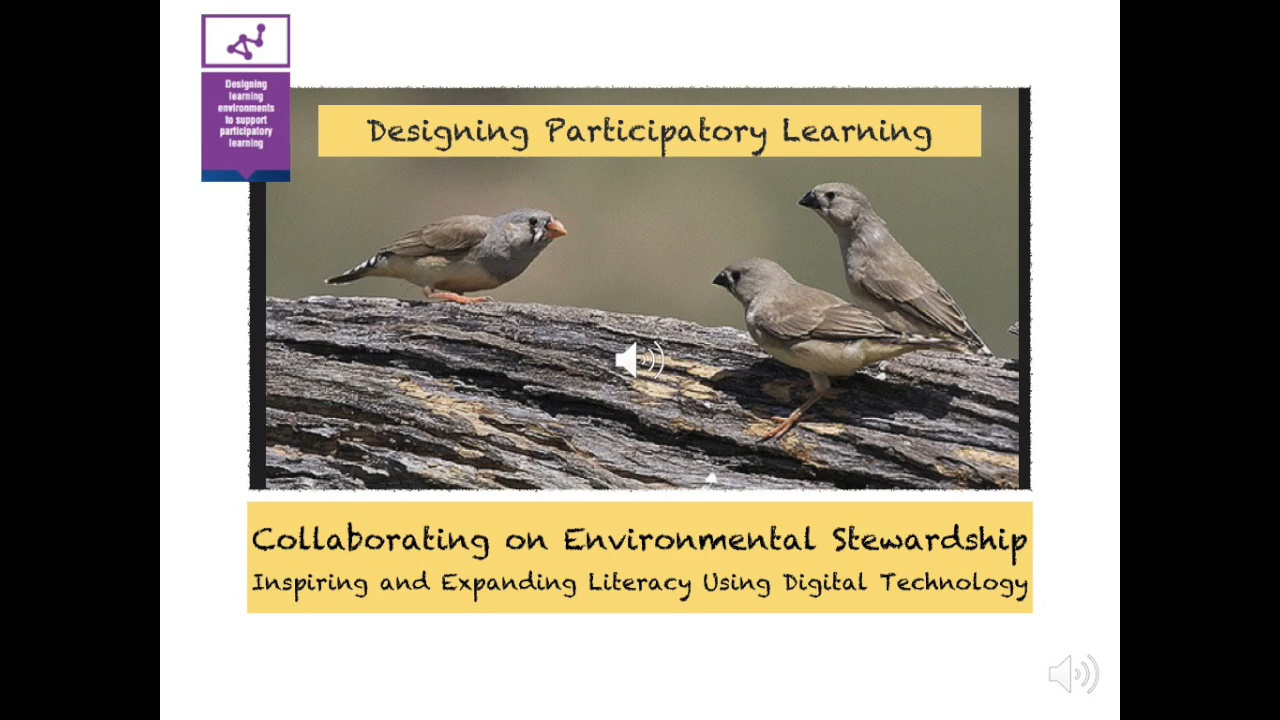 Designing
learning
environments
to support
participatory
learning
Designing Participatory Learning
Collaborating on Environmental Stewardship
Inspiring and Expanding Literacy Using Digital Technology